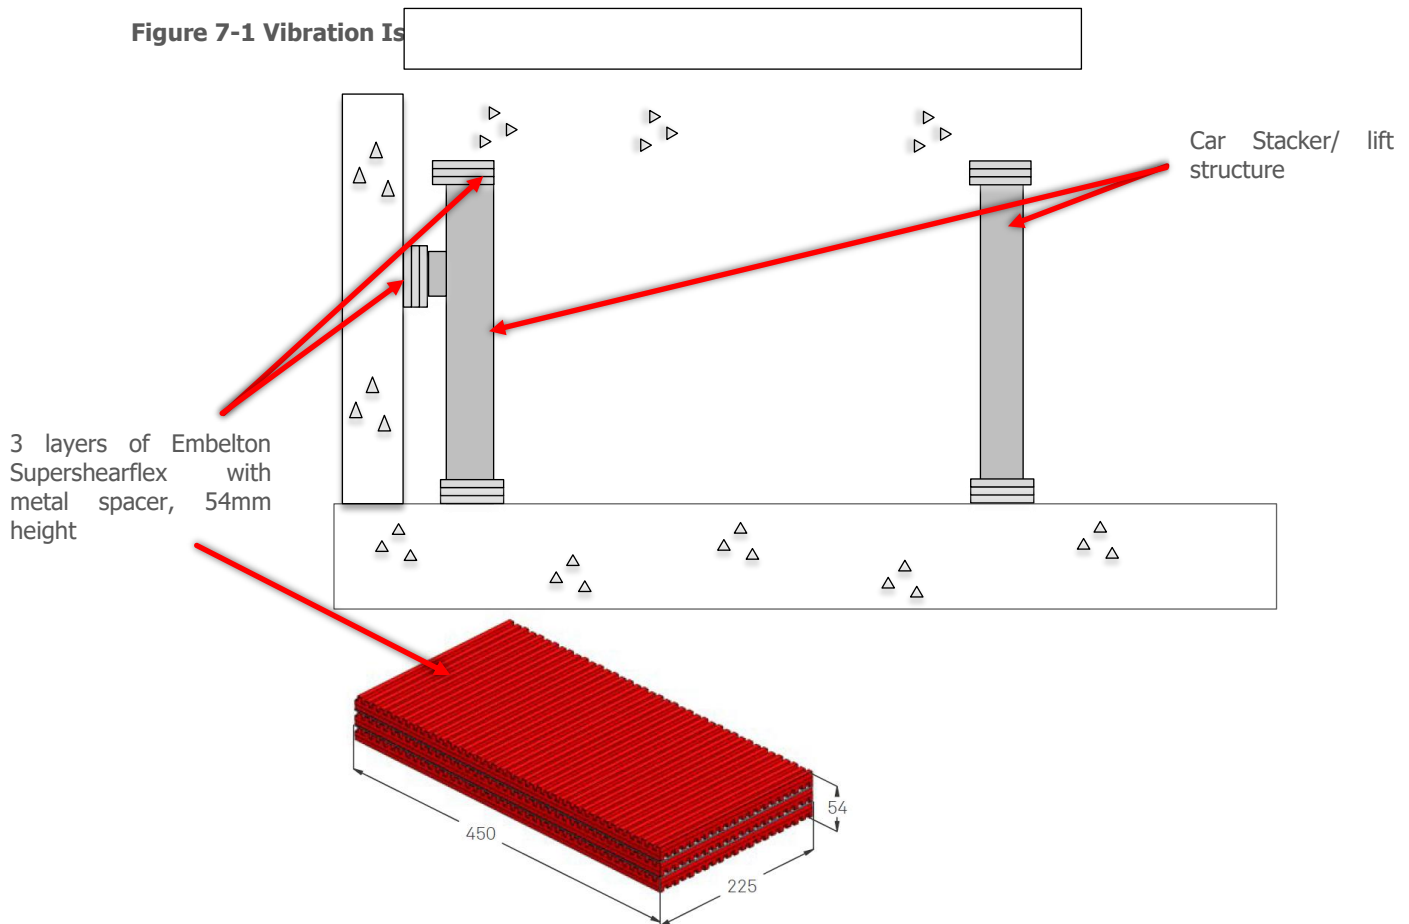 Figure 7-1 Vibration Is
Car Stacker/ lift
structure
3 layers of Embelton
Supershearflex with
metal spacer, 54mm
height
54
450
225